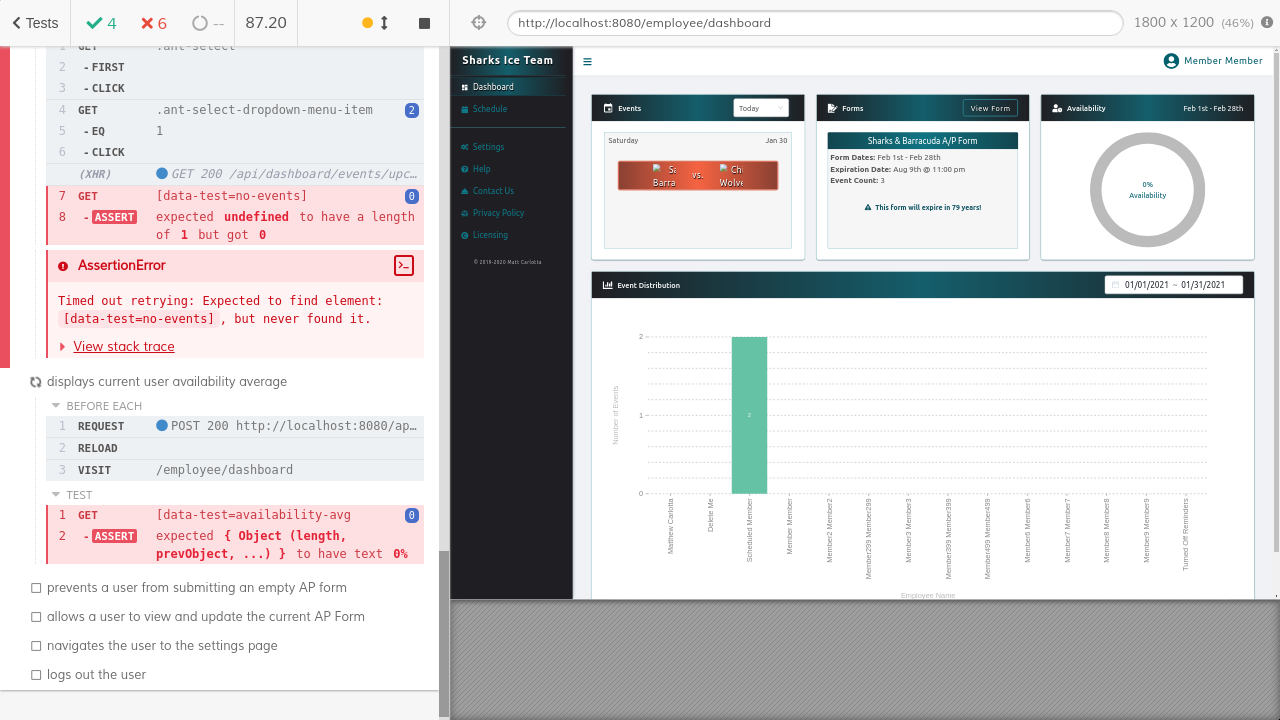 Tests
4
6
--
87.20
http://localhost:8080/employee/dashboard
1800 x 1200 (46%)
1 GET .ant-select
2 - FIRST
3 - CLICK
4 GET .ant-select-dropdown-menu-item 2
5 - EQ 1
6 - CLICK
(XHR) GET 200 /api/dashboard/events/upc…
7 GET [data-test=no-events] 0
8 - ASSERT expected undefined to have a length
of 1 but got 0
AssertionError
Timed out retrying: Expected to find element:
[data-test=no-events], but never found it.
View stack trace
displays current user availability average
BEFORE EACH
1 REQUEST POST 200 http://localhost:8080/ap…
2 RELOAD
3 VISIT /employee/dashboard
TEST
1 GET [data-test=availability-avg 0
2 - ASSERT expected { Object (length,
prevObject, ...) } to have text 0%
prevents a user from submitting an empty AP form
allows a user to view and update the current AP Form
navigates the user to the settings page
logs out the user
Sharks Ice Team
Dashboard
Schedule
Settings
Help
Contact Us
Privacy Policy
Licensing
© 2019-2020 Matt Carlotta
Member Member
Events
Today
Saturday
Jan 30
vs.
Barra
Wolve
Forms
View Form
Sharks & Barracuda A/P Form
Form Dates: Feb 1st - Feb 28th
Expiration Date: Aug 9th @ 11:00 pm
Event Count: 3
This form will expire in 79 years!
Availability
Feb 1st - Feb 28th
0%
Availability
Event Distribution
01/01/2021 ~ 01/31/2021
2
1
0
2
Number of Events
Matthew Carlotta
Delete Me
Scheduled Member
Member Member
Member2 Member2
Member299 Member299
Member3 Member3
Member399 Member399
Member499 Member499
Member6 Member6
Member7 Member7
Member8 Member8
Member9 Member9
Turned Off Reminders
Employee Name